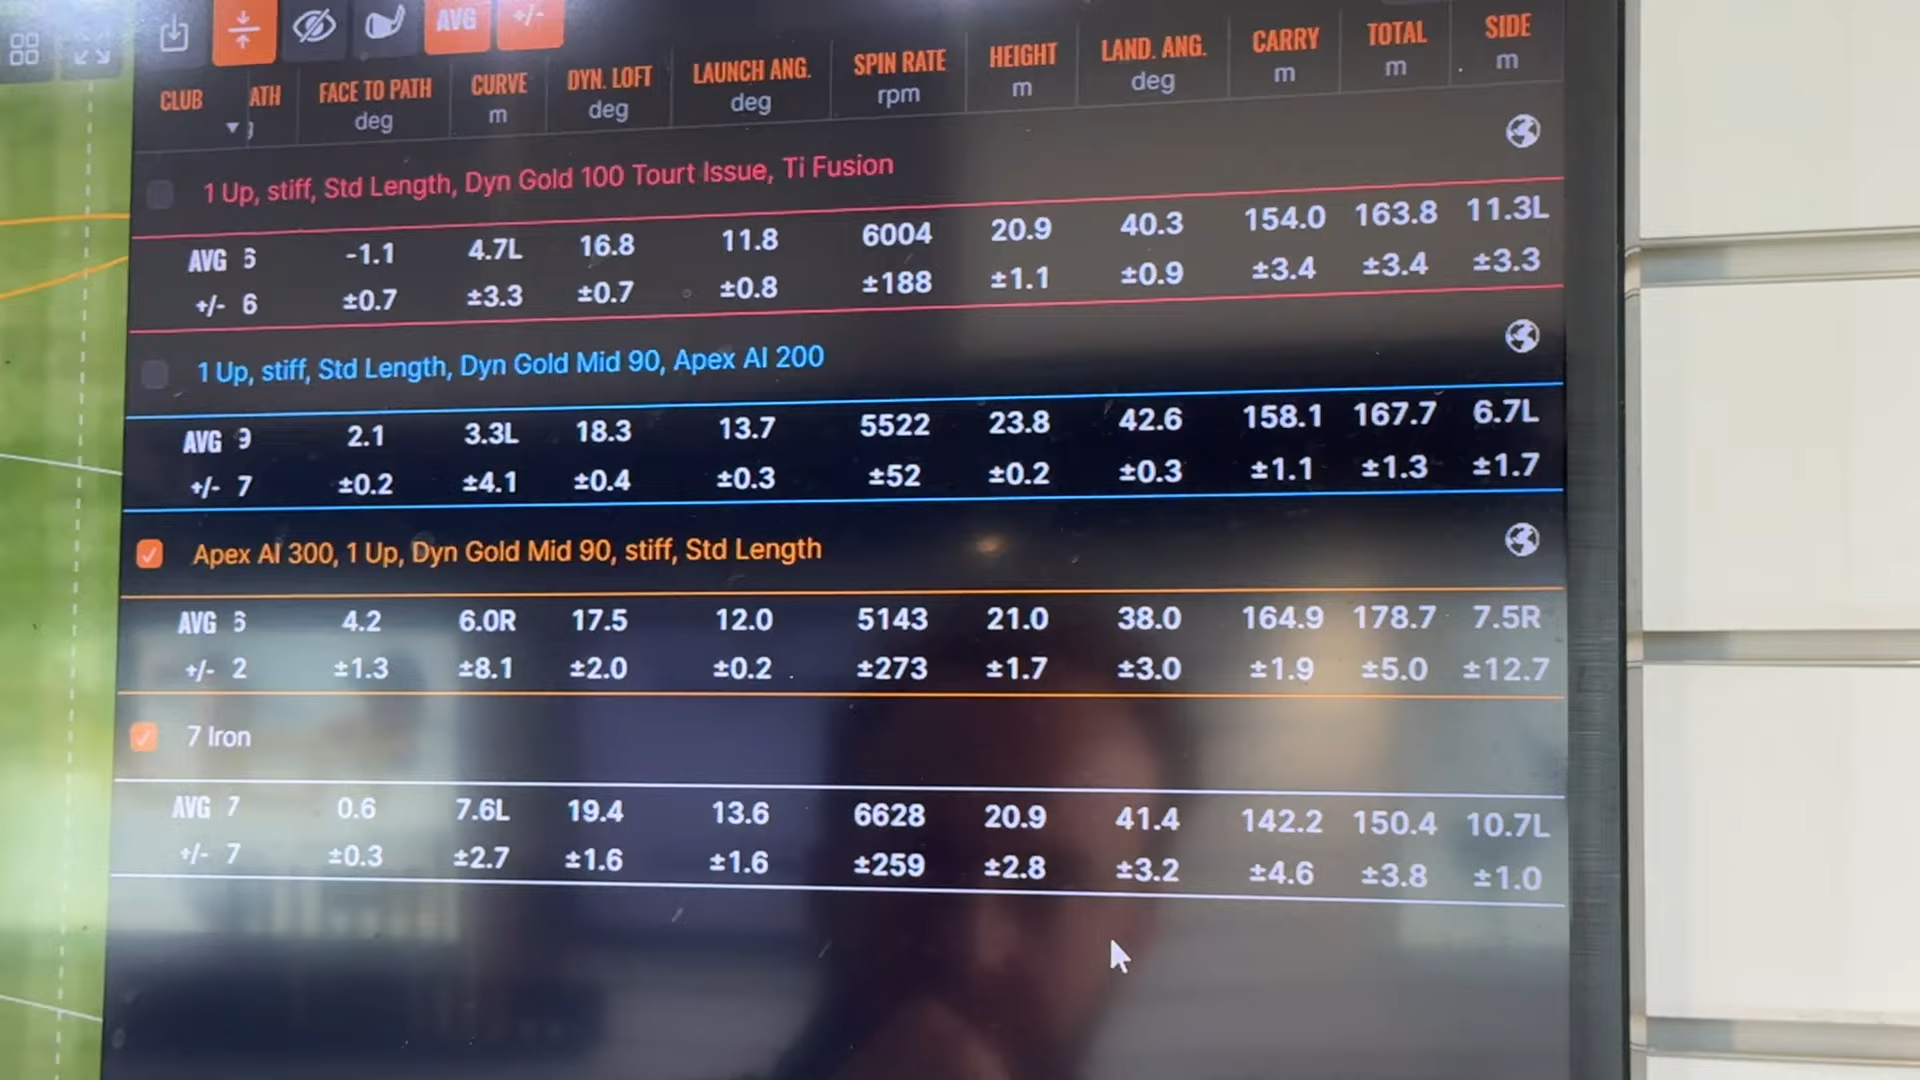 AVG +/-
CLUB ATH FACE TO PATH CURVE DYN. LOFT LAUNCH ANG. SPIN RATE HEIGHT LAND. ANG. CARRY TOTAL SIDE
deg m deg deg rpm m deg m m m
1 Up, stiff, Std Length, Dyn Gold 100 Tourt Issue, Ti Fusion
AVG -1.1 4.7L 16.8 11.8 6004 20.9 40.3 154.0 163.8 11.3L
+/- 6 ±0.7 ±3.3 ±0.7 ±0.8 ±188 ±1.1 ±0.9 ±3.4 ±3.4 ±3.3
1 Up, stiff, Std Length, Dyn Gold Mid 90, Apex AI 200
AVG 9 2.1 3.3L 18.3 13.7 5522 23.8 42.6 158.1 167.7 6.7L
+/- 7 ±0.2 ±4.1 ±0.4 ±0.3 ±52 ±0.2 ±0.3 ±1.1 ±1.3 ±1.7
Apex AI 300, 1 Up, Dyn Gold Mid 90, stiff, Std Length
AVG 4.2 6.0R 17.5 12.0 5143 21.0 38.0 164.9 178.7 7.5R
+/- 2 ±1.3 ±8.1 ±2.0 ±0.2 ±273 ±1.7 ±3.0 ±1.9 ±5.0 ±12.7
7 Iron
AVG 7 0.6 7.6L 19.4 13.6 6628 20.9 41.4 142.2 150.4 10.7L
+/- 7 ±0.3 ±2.7 ±1.6 ±1.6 ±259 ±2.8 ±3.2 ±4.6 ±3.8 ±1.0